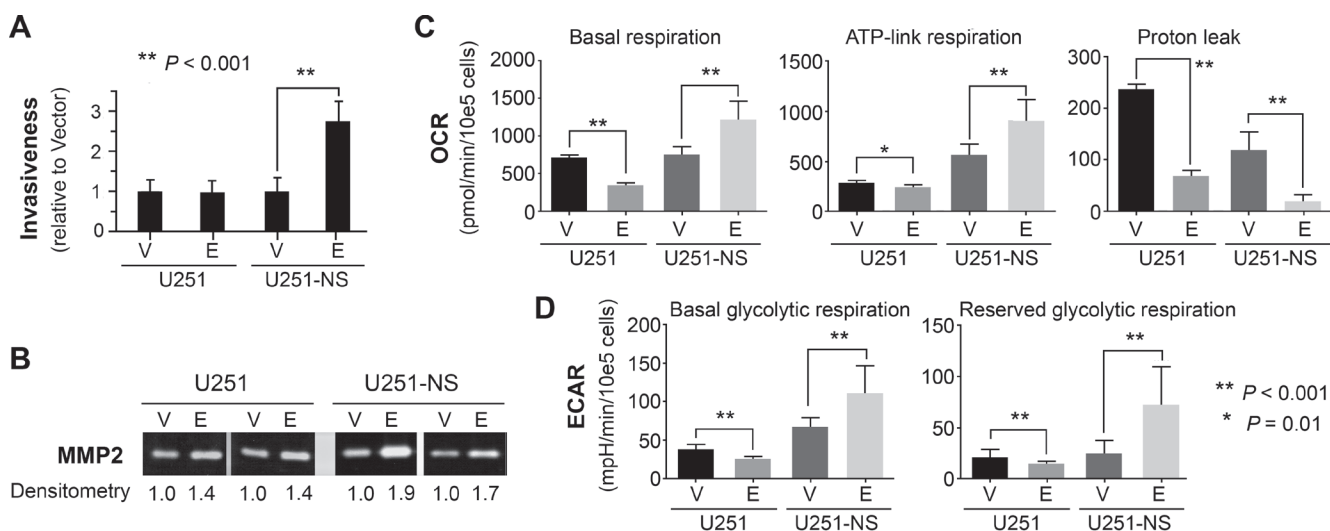 A
** P < 0.001
**
Invasiveness
(relative to Vector)
3
2
1
0
V E V E
U251 U251-NS
B
U251 U251-NS
V E V E V E V E
MMP2
Densitometry 1.0 1.4 1.0 1.4 1.0 1.9 1.0 1.7
C
OCR
(pmol/min/10e5 cells)
Basal respiration
2000
1500
1000
500
0
** **
V E V E
U251 U251-NS
ATP-link respiration
1500
1000
500
0
* **
V E V E
U251 U251-NS
Proton leak
300
200
100
0
** **
V E V E
U251 U251-NS
D
ECAR
(mpH/min/10e5 cells)
Basal glycolytic respiration
200
150
100
50
0
** **
V E V E
U251 U251-NS
Reserved glycolytic respiration
150
100
50
0
** **
V E V E
U251 U251-NS
** P < 0.001
* P = 0.01